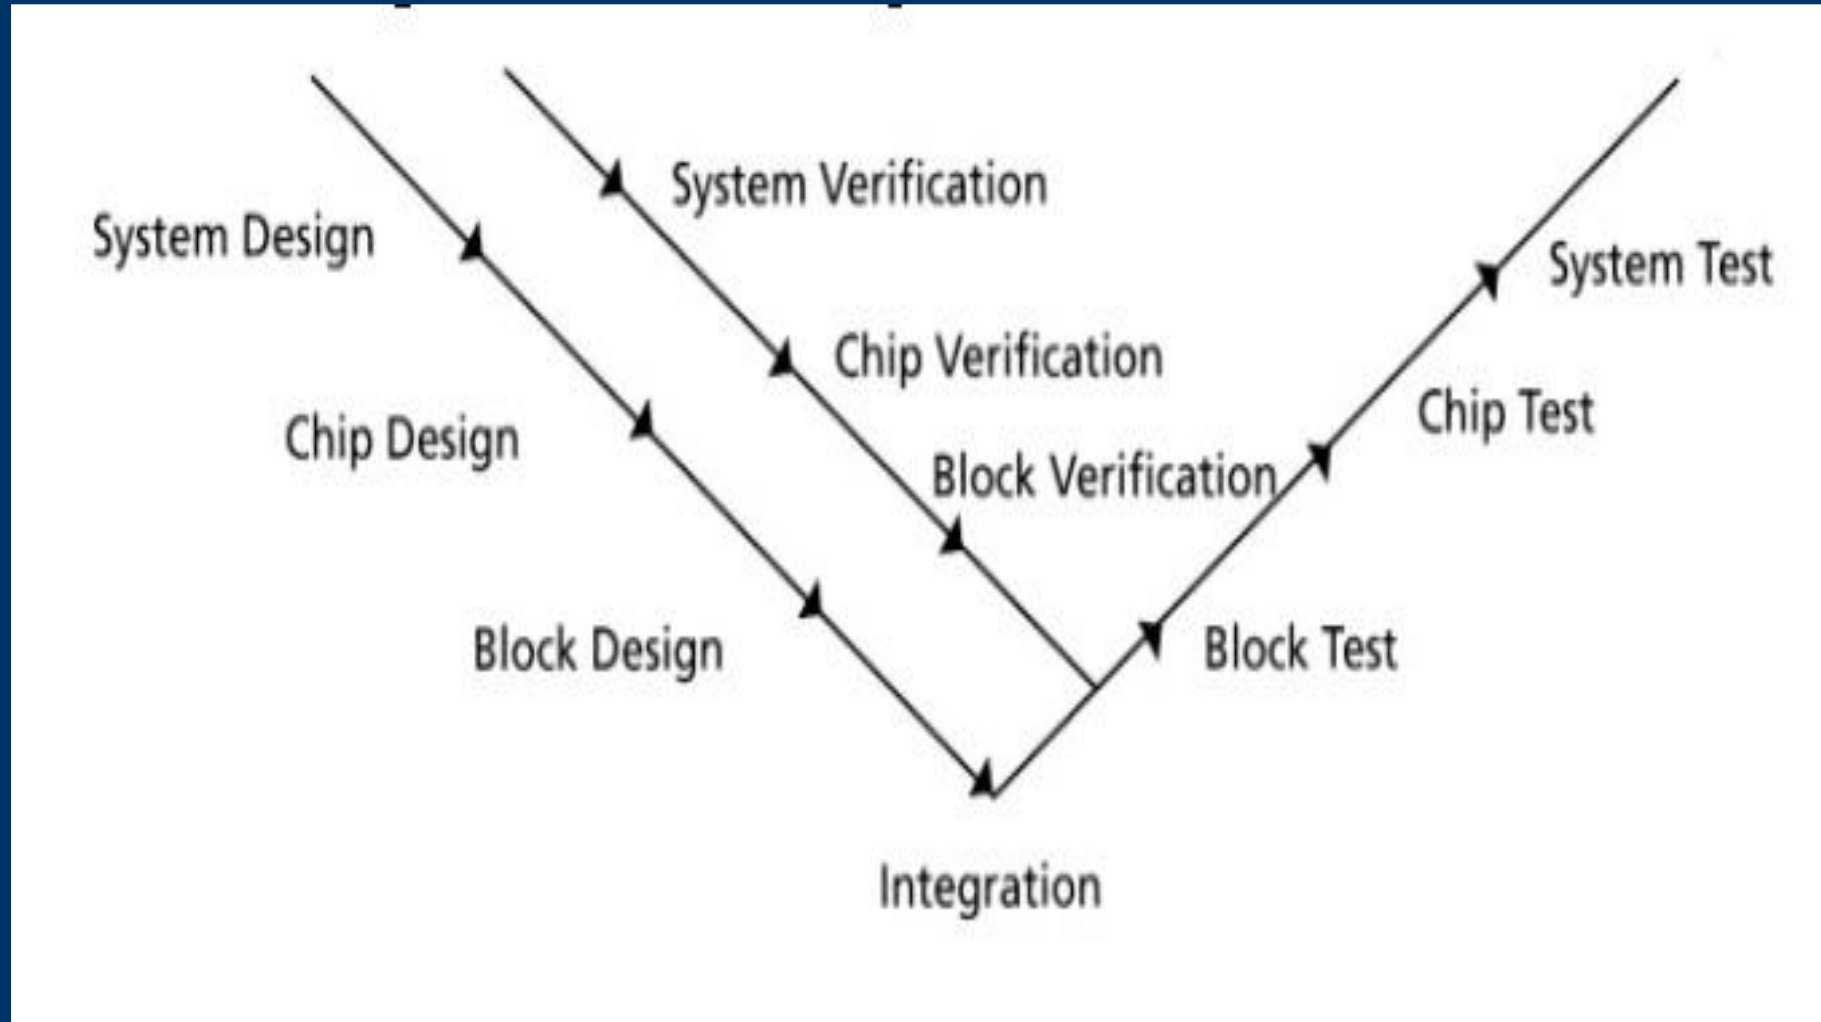 System Verification
System Design
System Test
Chip Verification
Chip Test
Chip Design
Block Verification
Block Design
Block Test
Integration